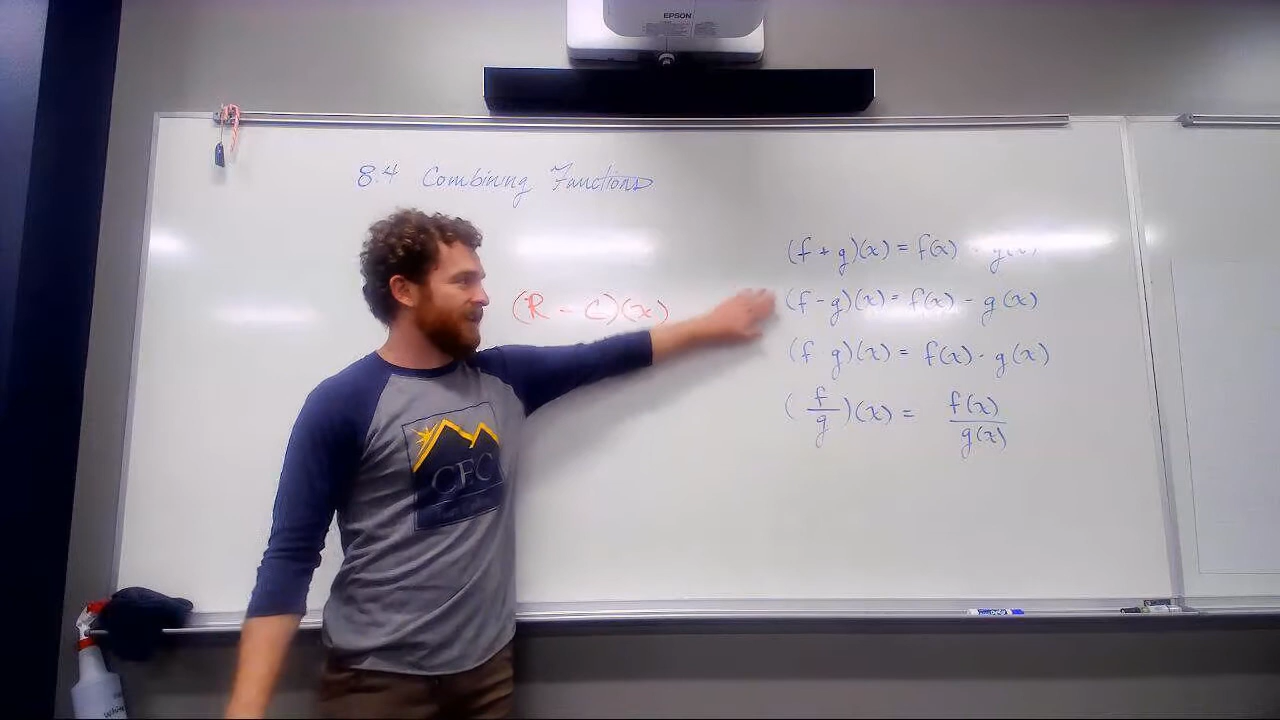 EPSON
8.4 Combining Functions
(R - C)(x)
(f + g)(x) = f(x) g(x)
(f - g)(x) = f(x) - g(x)
(f g)(x) = f(x) · g(x)
(f/g)(x) = f(x)/g(x)
CFC